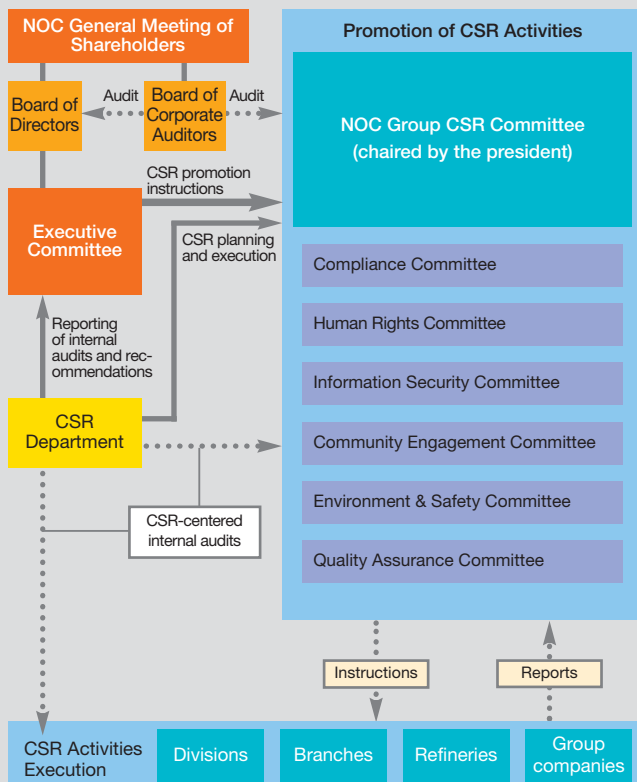 NOC General Meeting of
Shareholders
Promotion of CSR Activities
Board of
Directors
Audit
Board of
Corporate
Auditors
Audit
NOC Group CSR Committee
(chaired by the president)
CSR promotion
instructions
Executive
Committee
CSR planning
and execution
Compliance Committee
Human Rights Committee
Reporting
of internal
audits and rec-
ommendations
Information Security Committee
CSR
Department
Community Engagement Committee
Environment & Safety Committee
CSR-centered
internal audits
Quality Assurance Committee
Instructions
Reports
CSR Activities
Execution
Divisions
Branches
Refineries
Group
companies